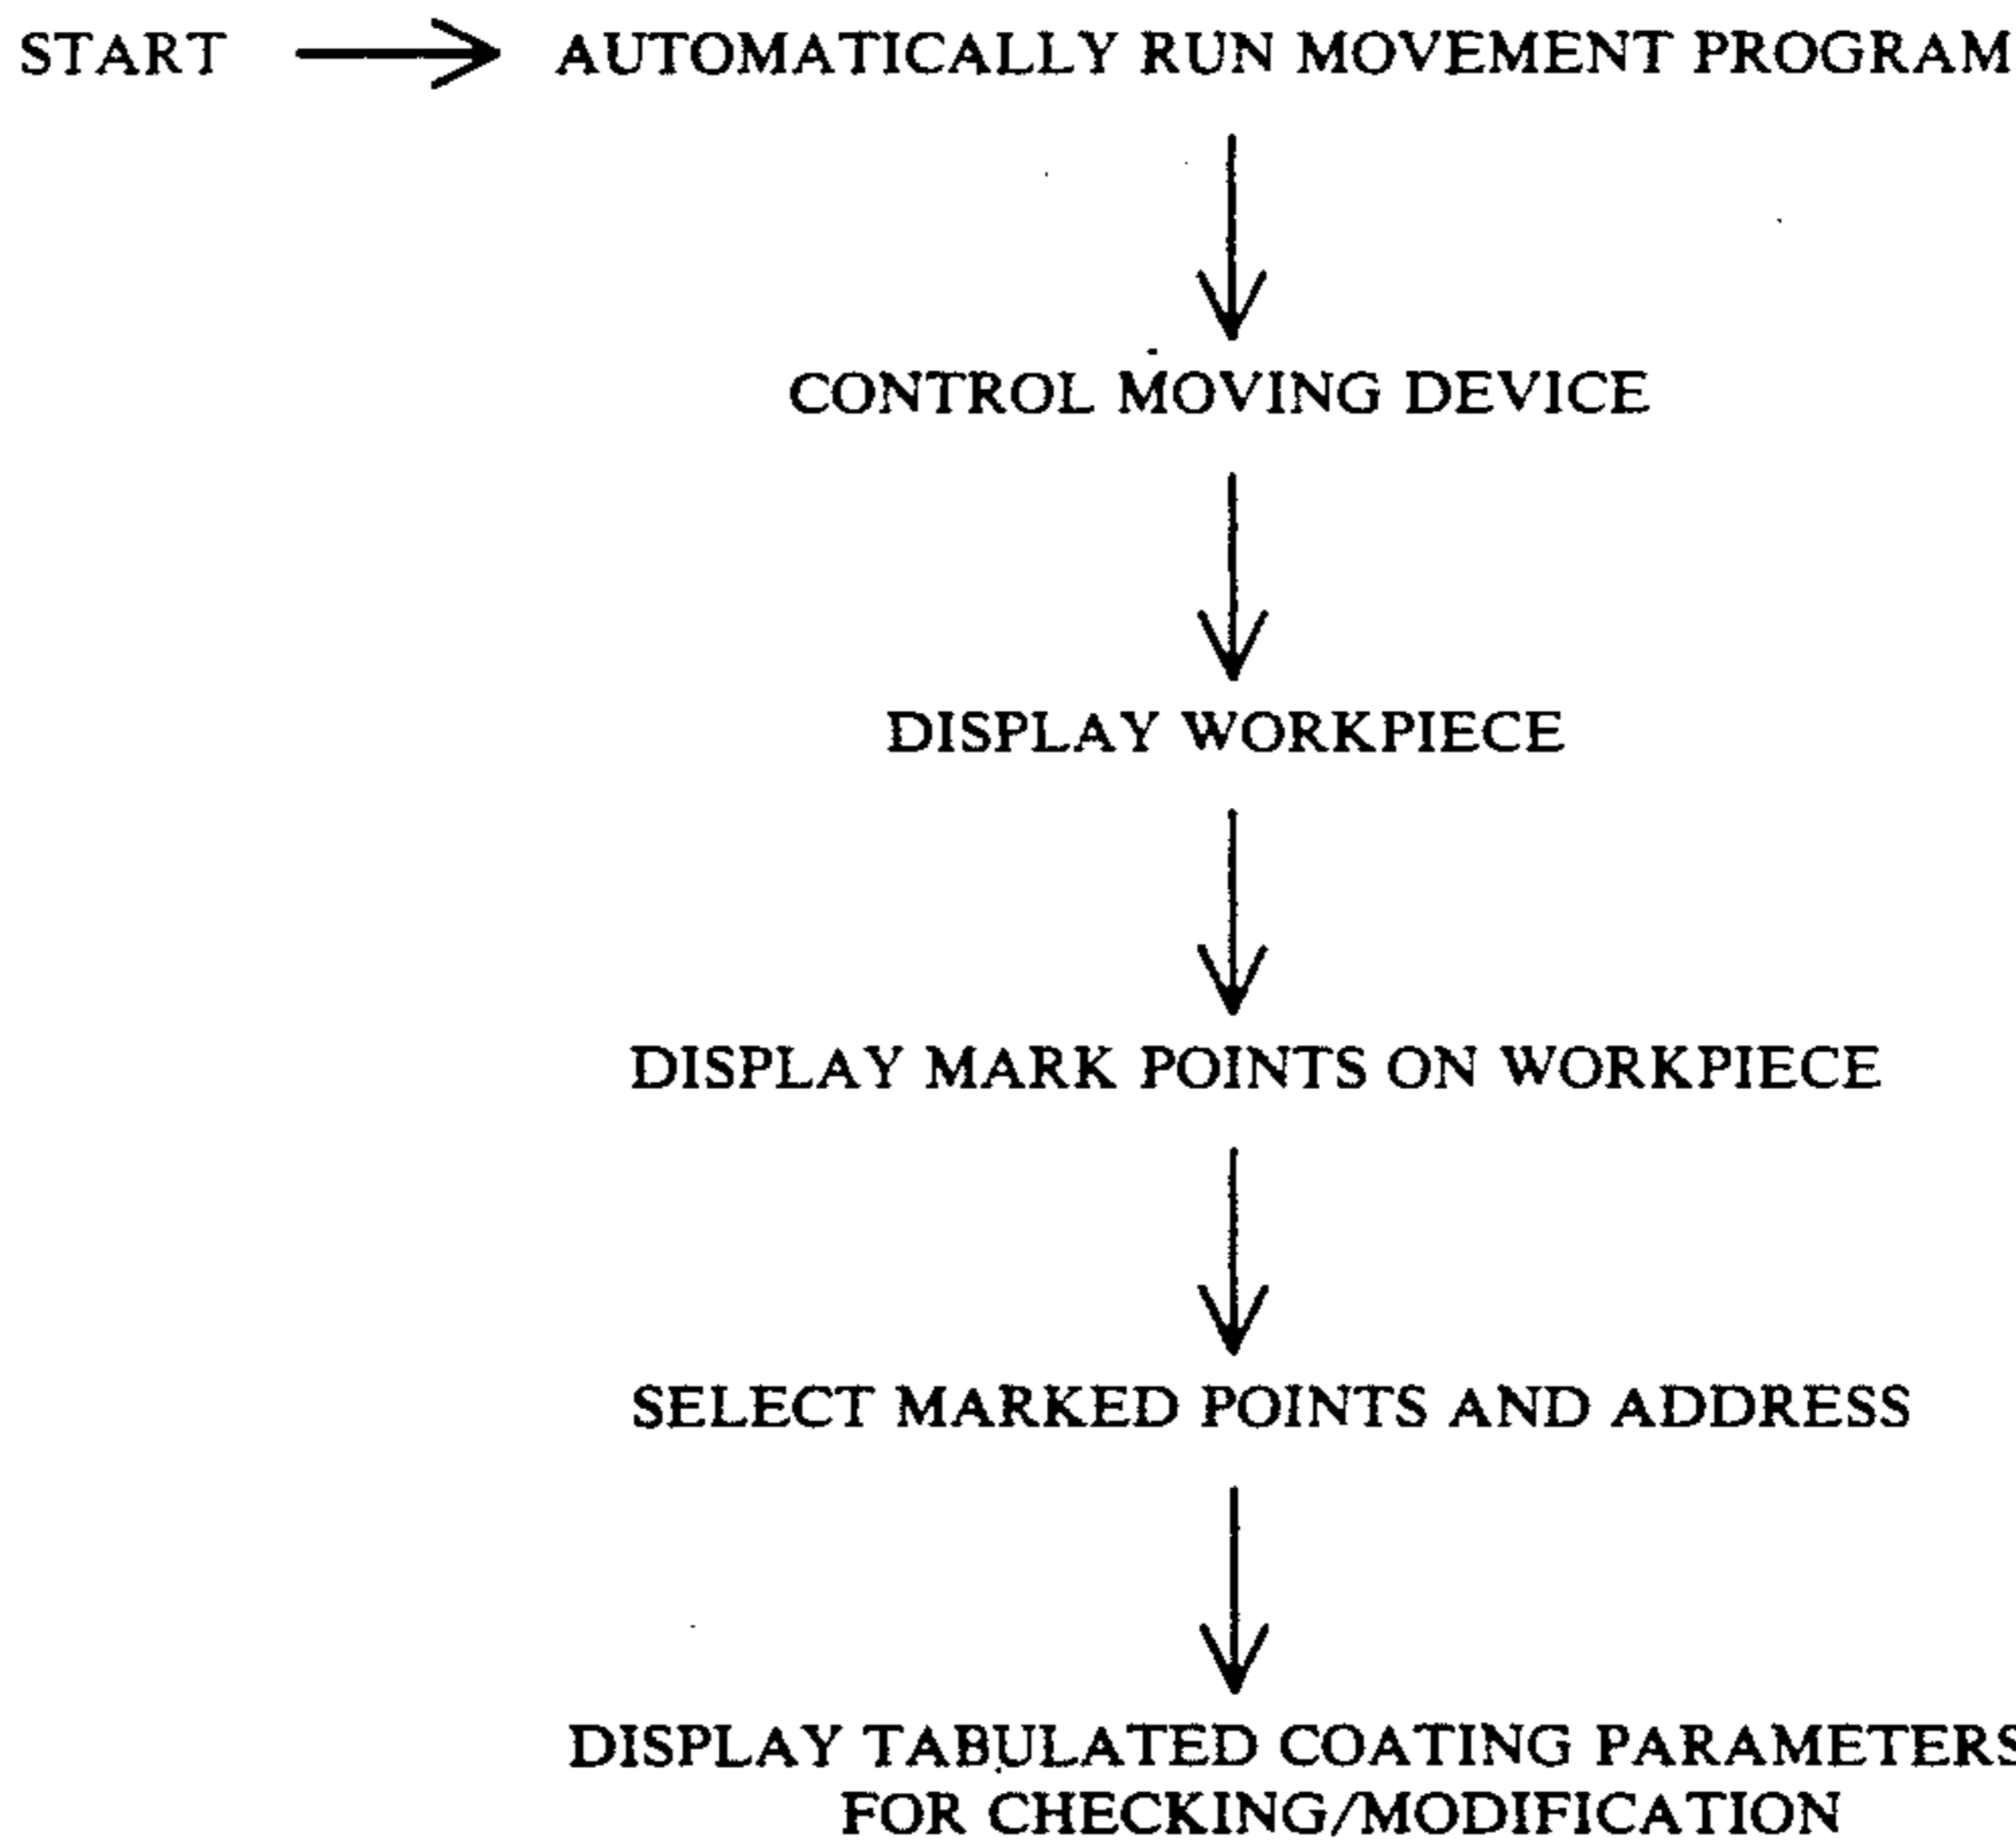 START AUTOMATICALLY RUN MOVEMENT PROGRAM
CONTROL MOVING DEVICE
DISPLAY WORKPIECE
DISPLAY MARK POINTS ON WORKPIECE
SELECT MARKED POINTS AND ADDRESS
DISPLAY TABULATED COATING PARAMETERS
FOR CHECKING/MODIFICATION